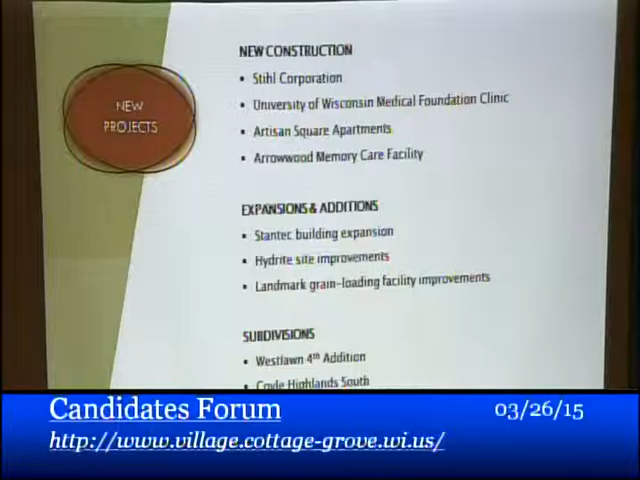 NEW
PROJECTS
NEW CONSTRUCTION
• Stihl Corporation
• University of Wisconsin Medical Foundation Clinic
• Artisan Square Apartments
• Arrowwood Memory Care Facility
EXPANSIONS & ADDITIONS
• Stantec building expansion
• Hydrite site improvements
• Landmark grain-loading facility improvements
SUBDIVISIONS
• Westlawn 4th Addition
• Coyle Highlands South
Candidates Forum
03/26/15
http://www.village.cottage-grove.wi.us/